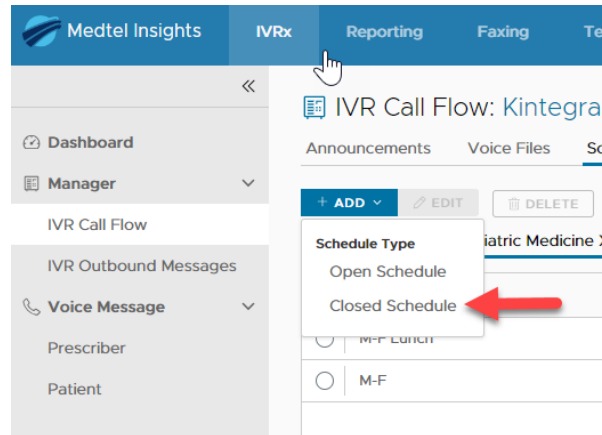 Medtel Insights IVRx Reporting Faxing
IVR Call Flow: Kintegra
Dashboard
Announcements Voice Files
Manager
+ ADD EDIT DELETE
IVR Call Flow
Schedule Type
iatric Medicine
Open Schedule
IVR Outbound Messages
Closed Schedule
Voice Message
M-F Lunch
Prescriber
M-F
Patient